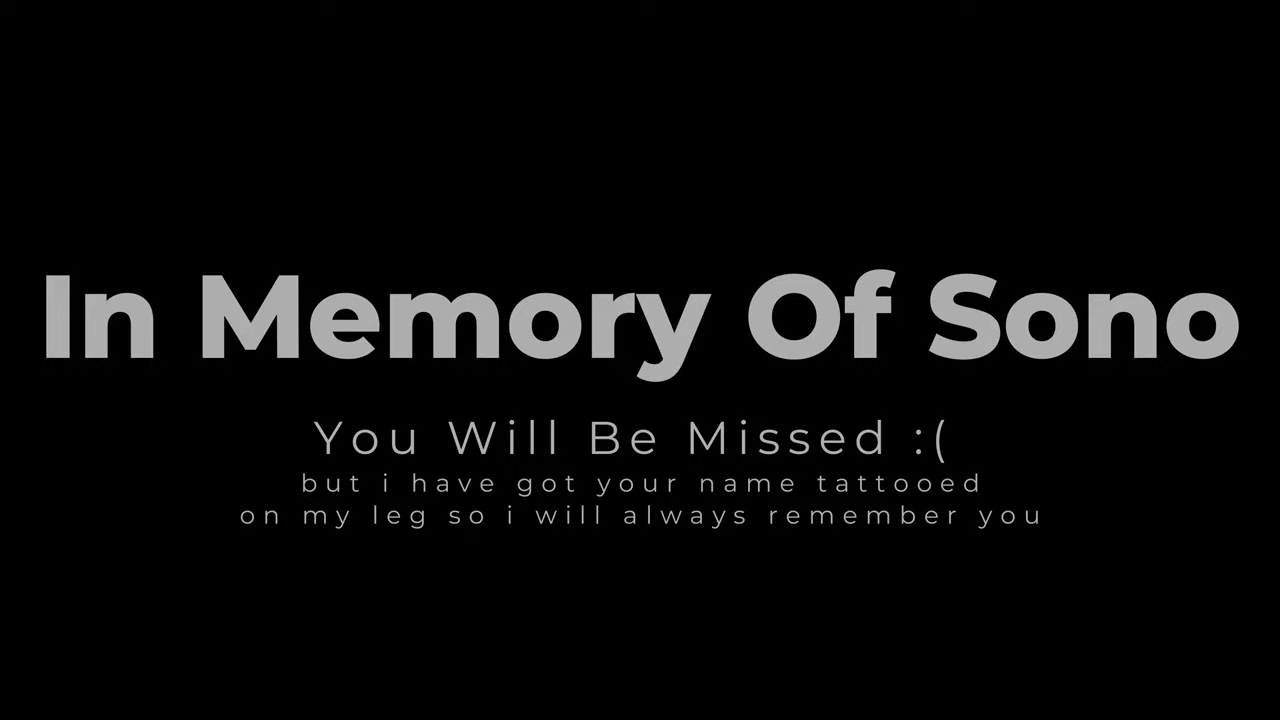 In Memory Of Sono
You Will Be Missed :(
but i have got your name tattooed
on my leg so i will always remember you